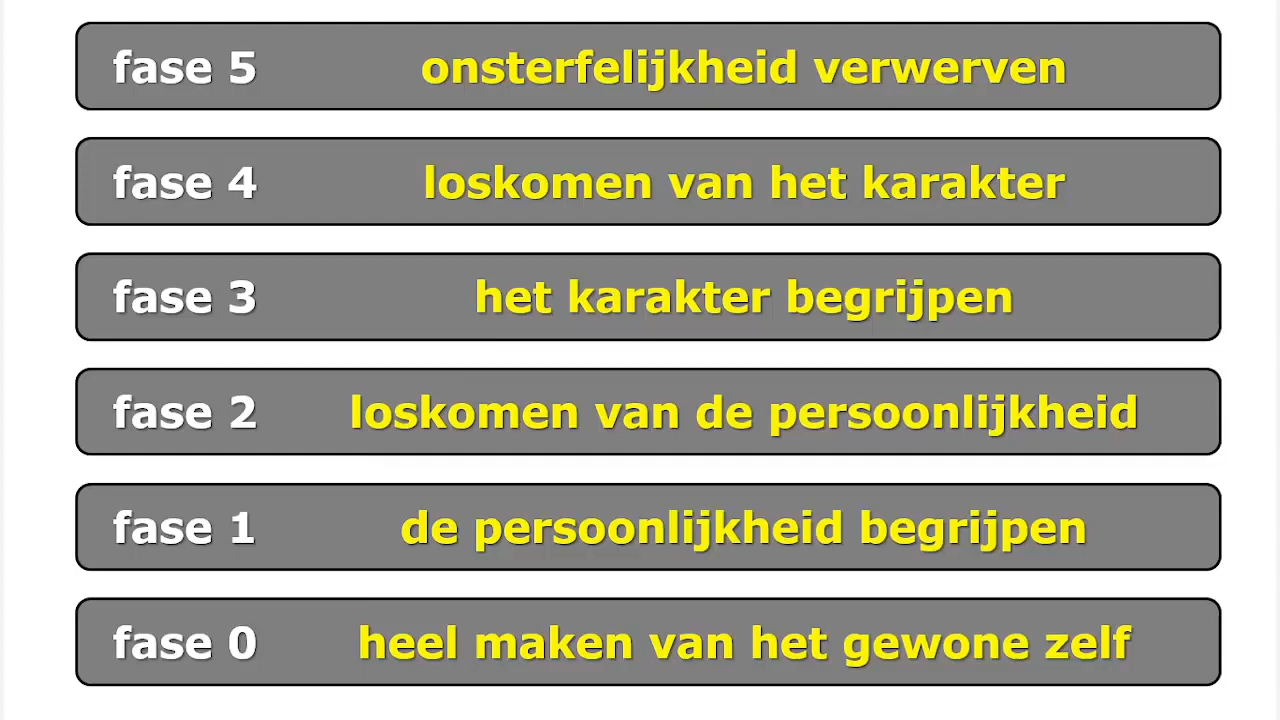 fase 5 onsterfelijkheid verwerven
fase 4 loskomen van het karakter
fase 3 het karakter begrijpen
fase 2 loskomen van de persoonlijkheid
fase 1 de persoonlijkheid begrijpen
fase 0 heel maken van het gewone zelf